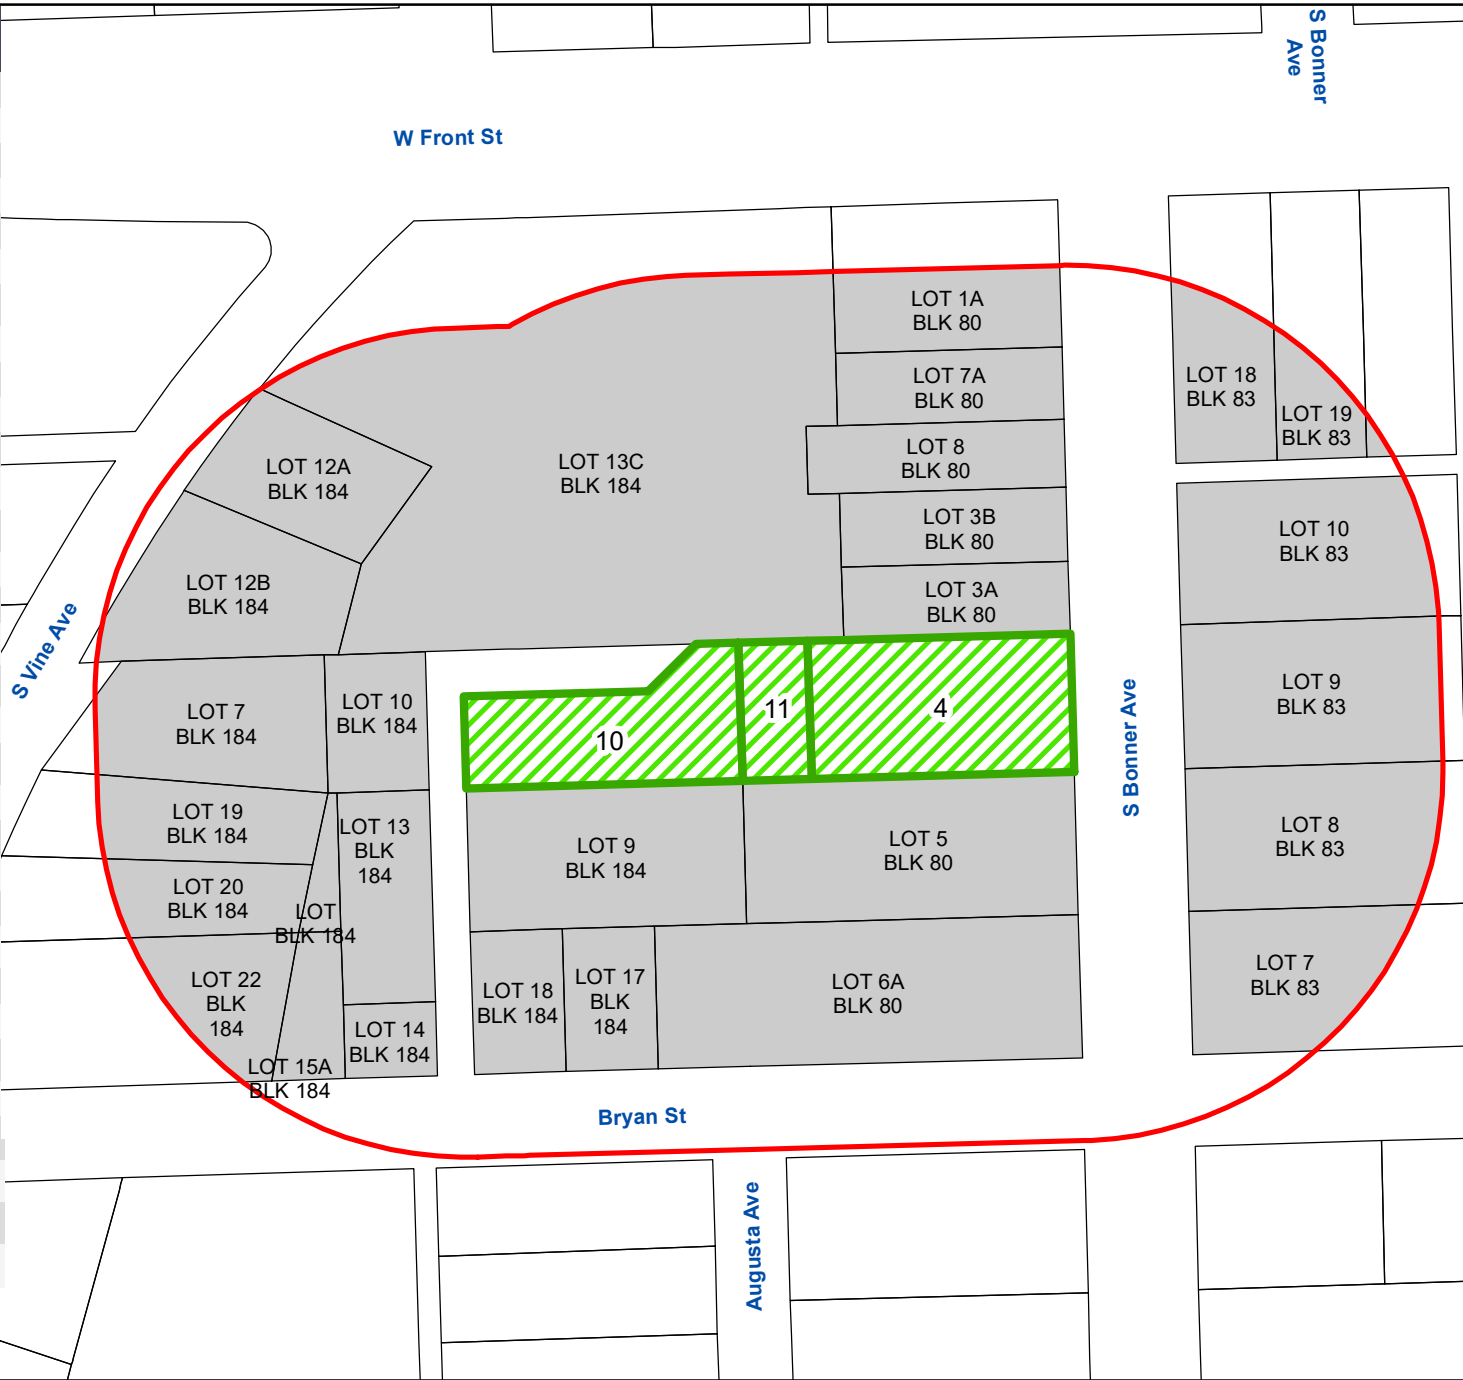 S Bonner
Ave
W Front St
LOT 1A
BLK 80
LOT 7A
BLK 80
LOT 8
BLK 80
LOT 3B
BLK 80
LOT 3A
BLK 80
LOT 18
BLK 83
LOT 19
BLK 83
LOT 12A
BLK 184
LOT 13C
BLK 184
LOT 12B
BLK 184
LOT 10
BLK 83
S Vine Ave
LOT 7
BLK 184
LOT 10
BLK 184
10
11
4
S Bonner Ave
LOT 9
BLK 83
LOT 19
BLK 184
LOT 13
BLK
184
LOT 9
BLK 184
LOT 5
BLK 80
LOT 8
BLK 83
LOT 20
BLK 184
LOT
BLK 184
LOT 22
BLK
184
LOT 18
BLK 184
LOT 17
BLK
184
LOT 6A
BLK 80
LOT 7
BLK 83
LOT 14
BLK 184
LOT 15A
BLK 184
Bryan St
Augusta Ave